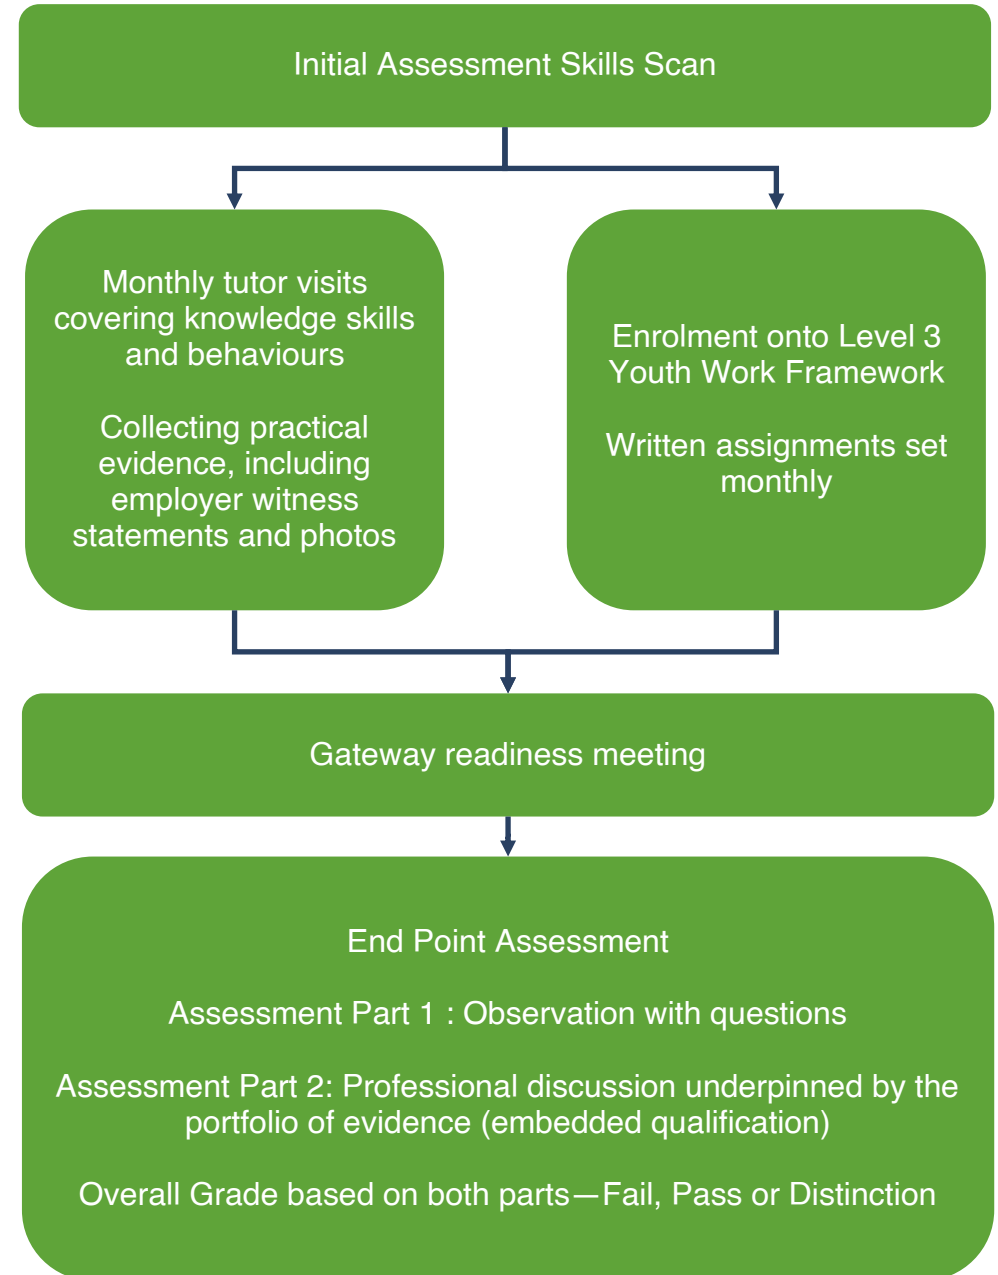 Initial Assessment Skills Scan
Monthly tutor visits
covering knowledge skills
and behaviours
Collecting practical
evidence, including
employer witness
statements and photos
Enrolment onto Level 3
Youth Work Framework
Written assignments set
monthly
Gateway readiness meeting
End Point Assessment
Assessment Part 1 : Observation with questions
Assessment Part 2: Professional discussion underpinned by the
portfolio of evidence (embedded qualification)
Overall Grade based on both parts—Fail, Pass or Distinction